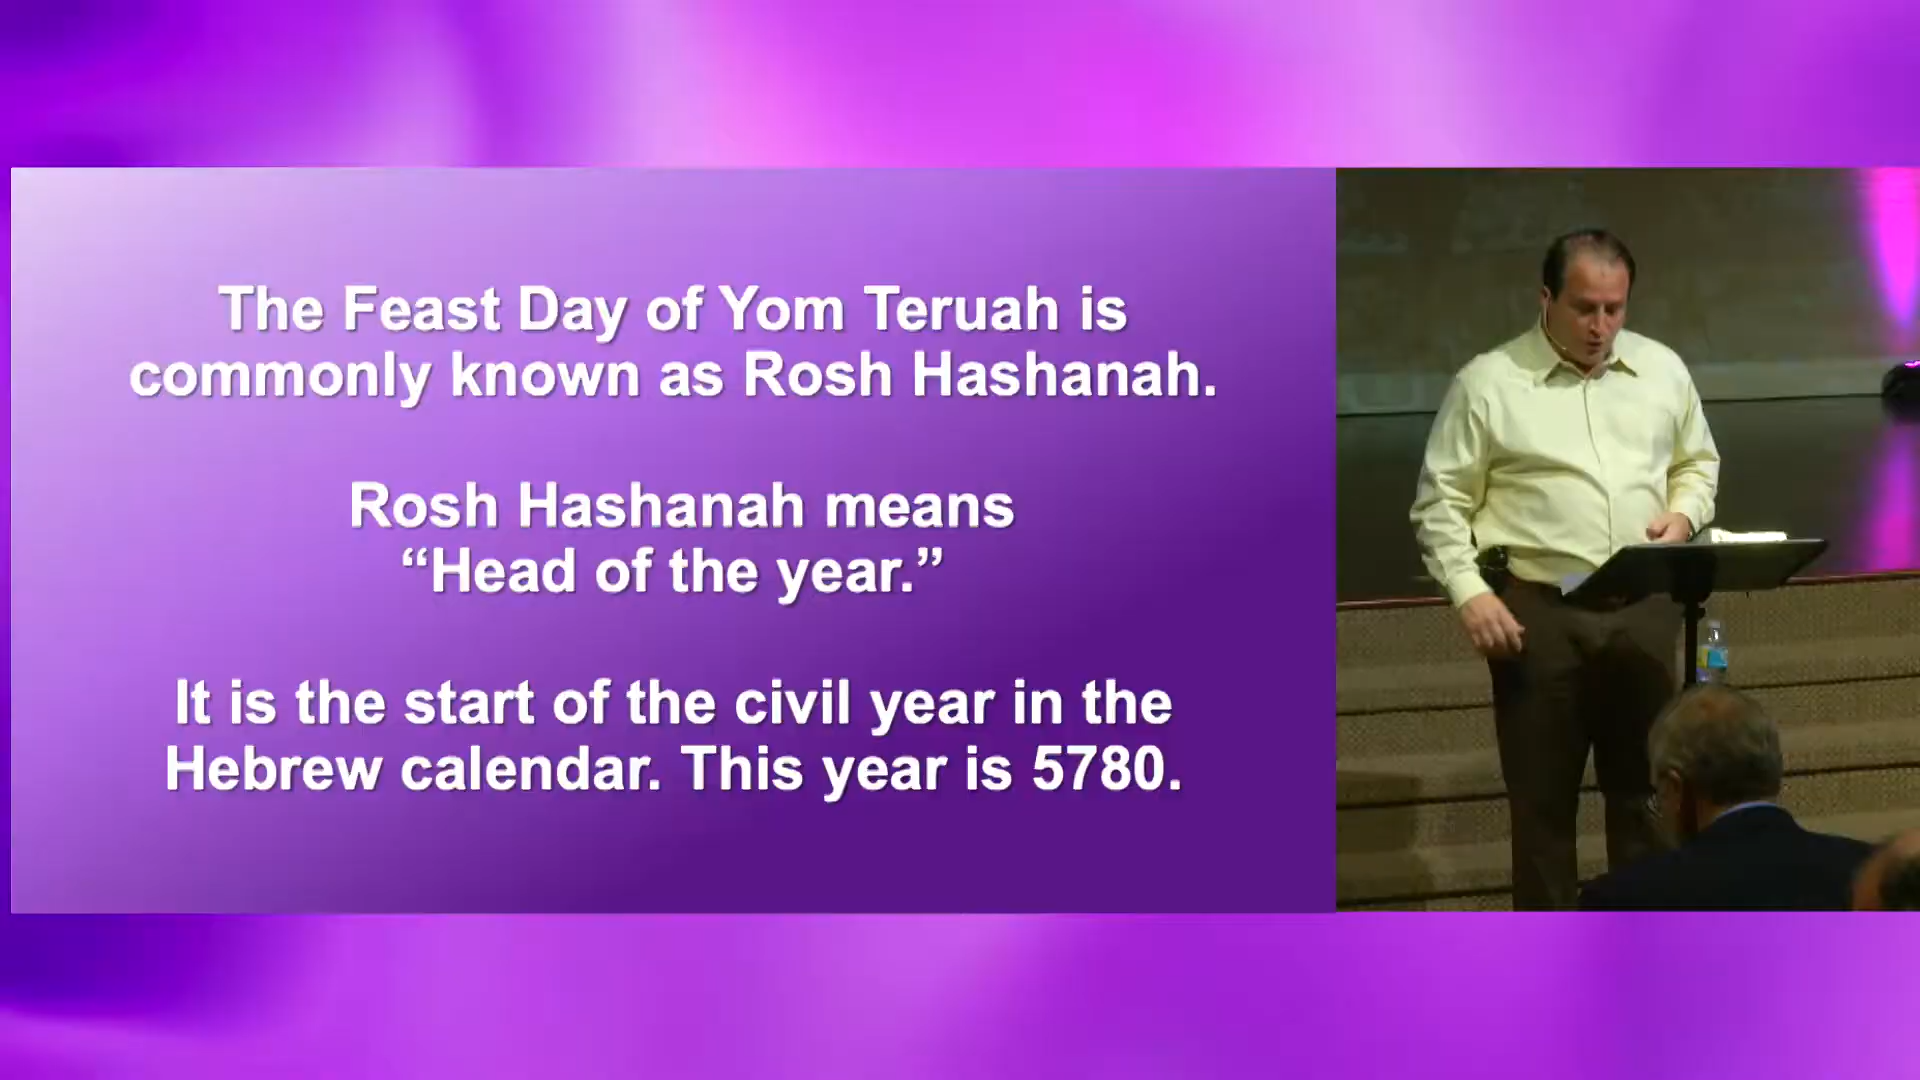 The Feast Day of Yom Teruah is
commonly known as Rosh Hashanah.
Rosh Hashanah means
“Head of the year.”
It is the start of the civil year in the
Hebrew calendar. This year is 5780.